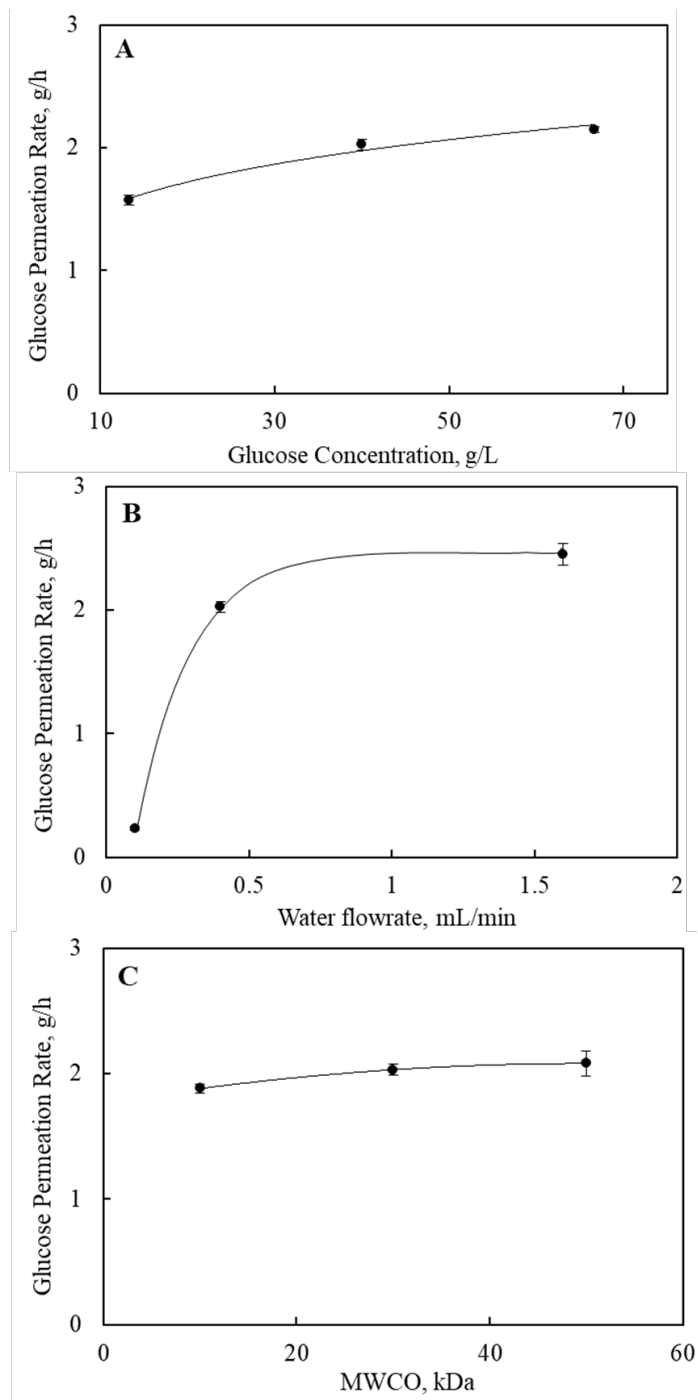 A
3
2
1
0
Glucose Permeation Rate, g/h
10 30 50 70
Glucose Concentration, g/L
B
3
2
1
0
Glucose Permeation Rate, g/h
0 0.5 1 1.5 2
Water flowrate, mL/min
C
3
2
1
0
Glucose Permeation Rate, g/h
0 20 40 60
MWCO, kDa